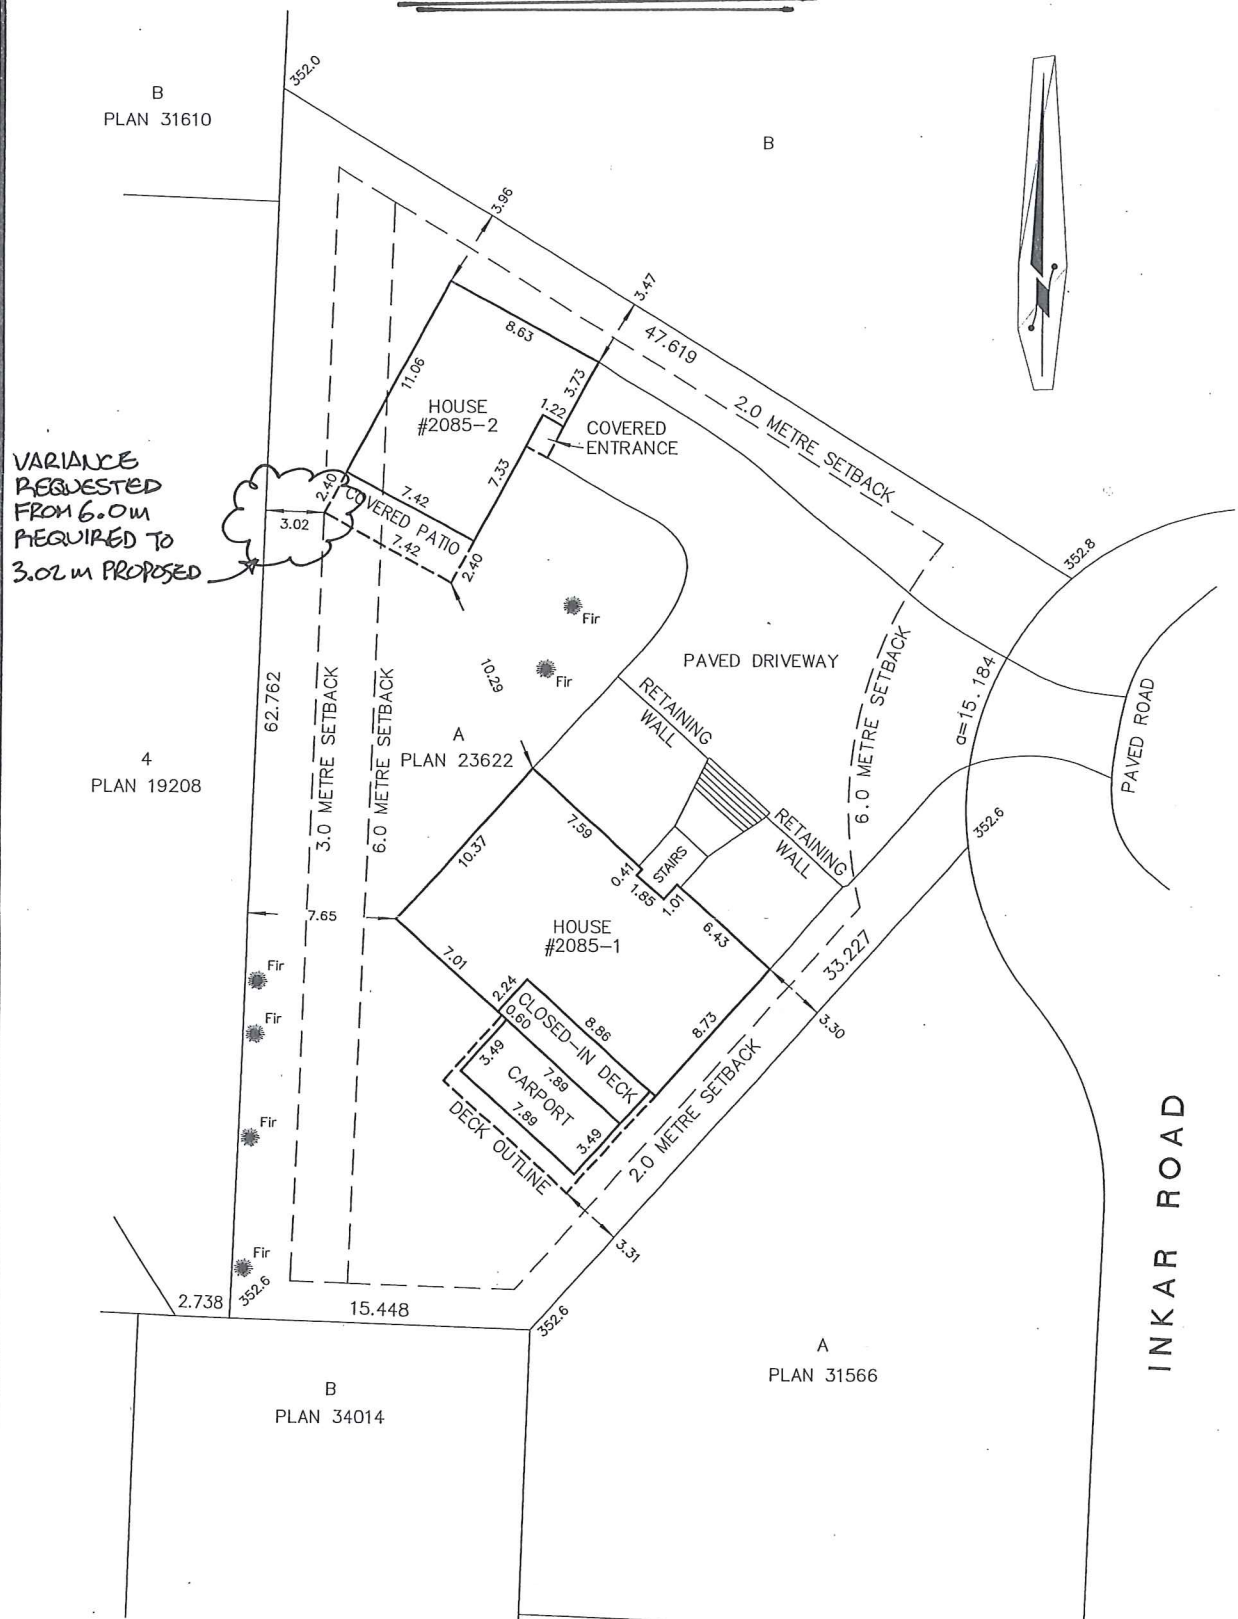 352.0
B
PLAN 31610
B
3.96
3.47
47.619
2.0 METRE SETBACK
8.63
11.06
3.73
HOUSE
#2085-2
1.22
COVERED
ENTRANCE
7.33
VARIANCE
REQUESTED
FROM 6.0m
REQUIRED TO
3.02m PROPOSED
2.40
3.02
7.42
COVERED PATIO
7.42
2.40
352.8
Fir
Fir
10.29
PAVED DRIVEWAY
6.0 METRE SETBACK
a=15.184
PAVED ROAD
62.762
3.0 METRE SETBACK
6.0 METRE SETBACK
A
PLAN 23622
4
PLAN 19208
RETAINING
WALL
RETAINING
WALL
352.6
7.59
10.37
0.41
STAIRS
1.85
1.01
7.65
HOUSE
#2085-1
6.43
33.227
7.01
Fir
Fir
2.24
0.60
CLOSED-IN DECK
8.86
8.73
3.30
3.49
7.89
CARPORT
7.89
3.49
DECK OUTLINE
2.0 METRE SETBACK
Fir
3.31
Fir
2.738
352.6
15.448
352.6
INKAR ROAD
A
PLAN 31566
B
PLAN 34014